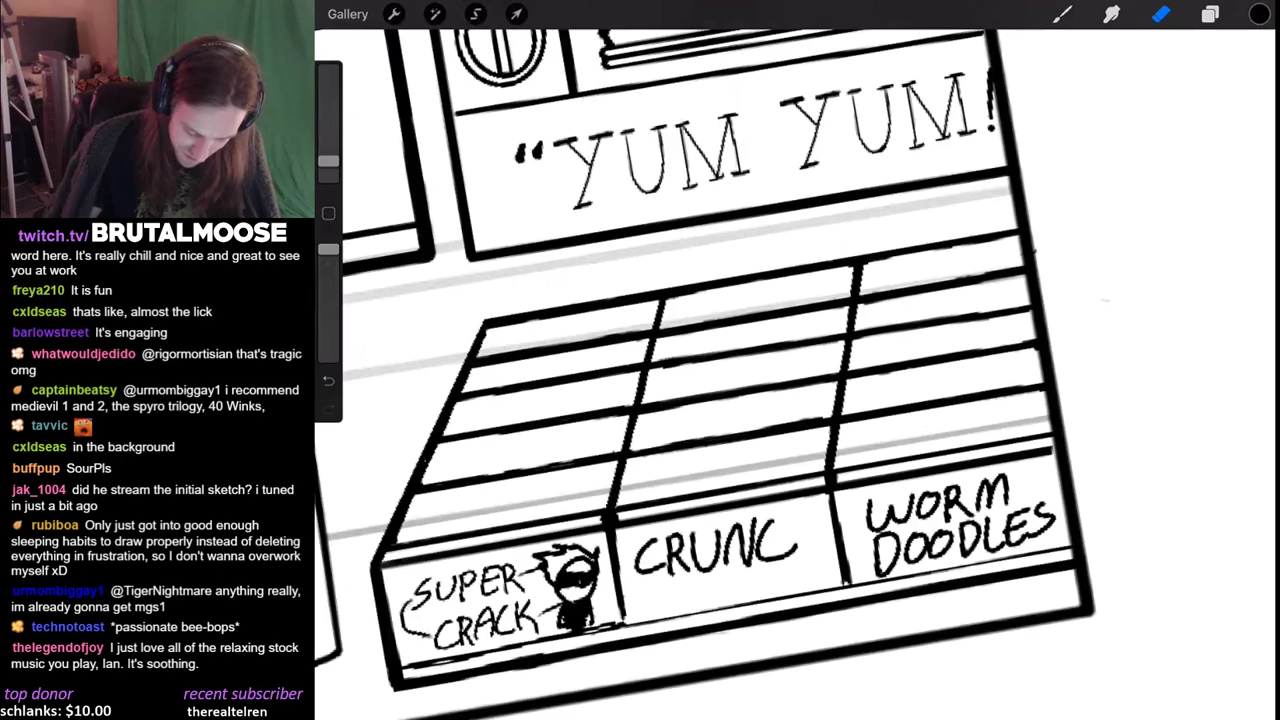 Gallery
"YUM YUM!
SUPER
CRACK
CRUNC
WORM
DOODLES
twitch.tv/BRUTALMOOSE
word here. It's really chill and nice and great to see
you at work
freya210 It is fun
cxldseas thats like, almost the lick
barlowstreet It's engaging
whatwouldjedido @rigormortisian that's tragic
omg
captainbeatsy @urmombiggay1 i recommend
medievil 1 and 2, the spyro trilogy, 40 Winks,
tavvic
cxldseas in the background
buffpup SourPls
jak_1004 did he stream the initial sketch? i tuned
in just a bit ago
rubiboa Only just got into good enough
sleeping habits to draw properly instead of deleting
everything in frustration, so I don't wanna overwork
myself xD
urmombiggay1 @TigerNightmare anything really,
im already gonna get mgs1
technotoast *passionate bee-bops*
thelegendofjoy I just love all of the relaxing stock
music you play, Ian. It's soothing.
top donor recent subscriber
schlanks: $10.00 therealtelren